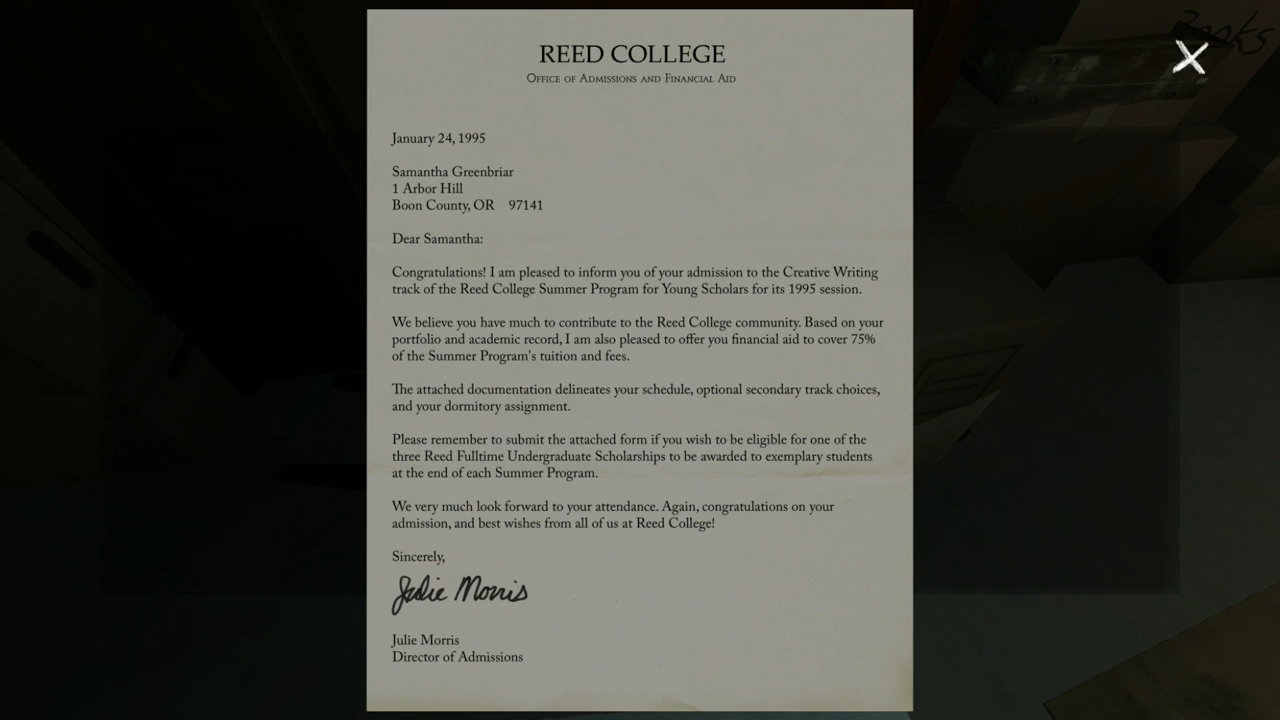 REED COLLEGE
Office of Admissions and Financial Aid
Books
January 24, 1995
Samantha Greenbriar
1 Arbor Hill
Boon County, OR 97141
Dear Samantha:
Congratulations! I am pleased to inform you of your admission to the Creative Writing
track of the Reed College Summer Program for Young Scholars for its 1995 session.
We believe you have much to contribute to the Reed College community. Based on your
portfolio and academic record, I am also pleased to offer you financial aid to cover 75%
of the Summer Program's tuition and fees.
The attached documentation delineates your schedule, optional secondary track choices,
and your dormitory assignment.
Please remember to submit the attached form if you wish to be eligible for one of the
three Reed Fulltime Undergraduate Scholarships to be awarded to exemplary students
at the end of each Summer Program.
We very much look forward to your attendance. Again, congratulations on your
admission, and best wishes from all of us at Reed College!
Sincerely,
Julie Morris
Julie Morris
Director of Admissions